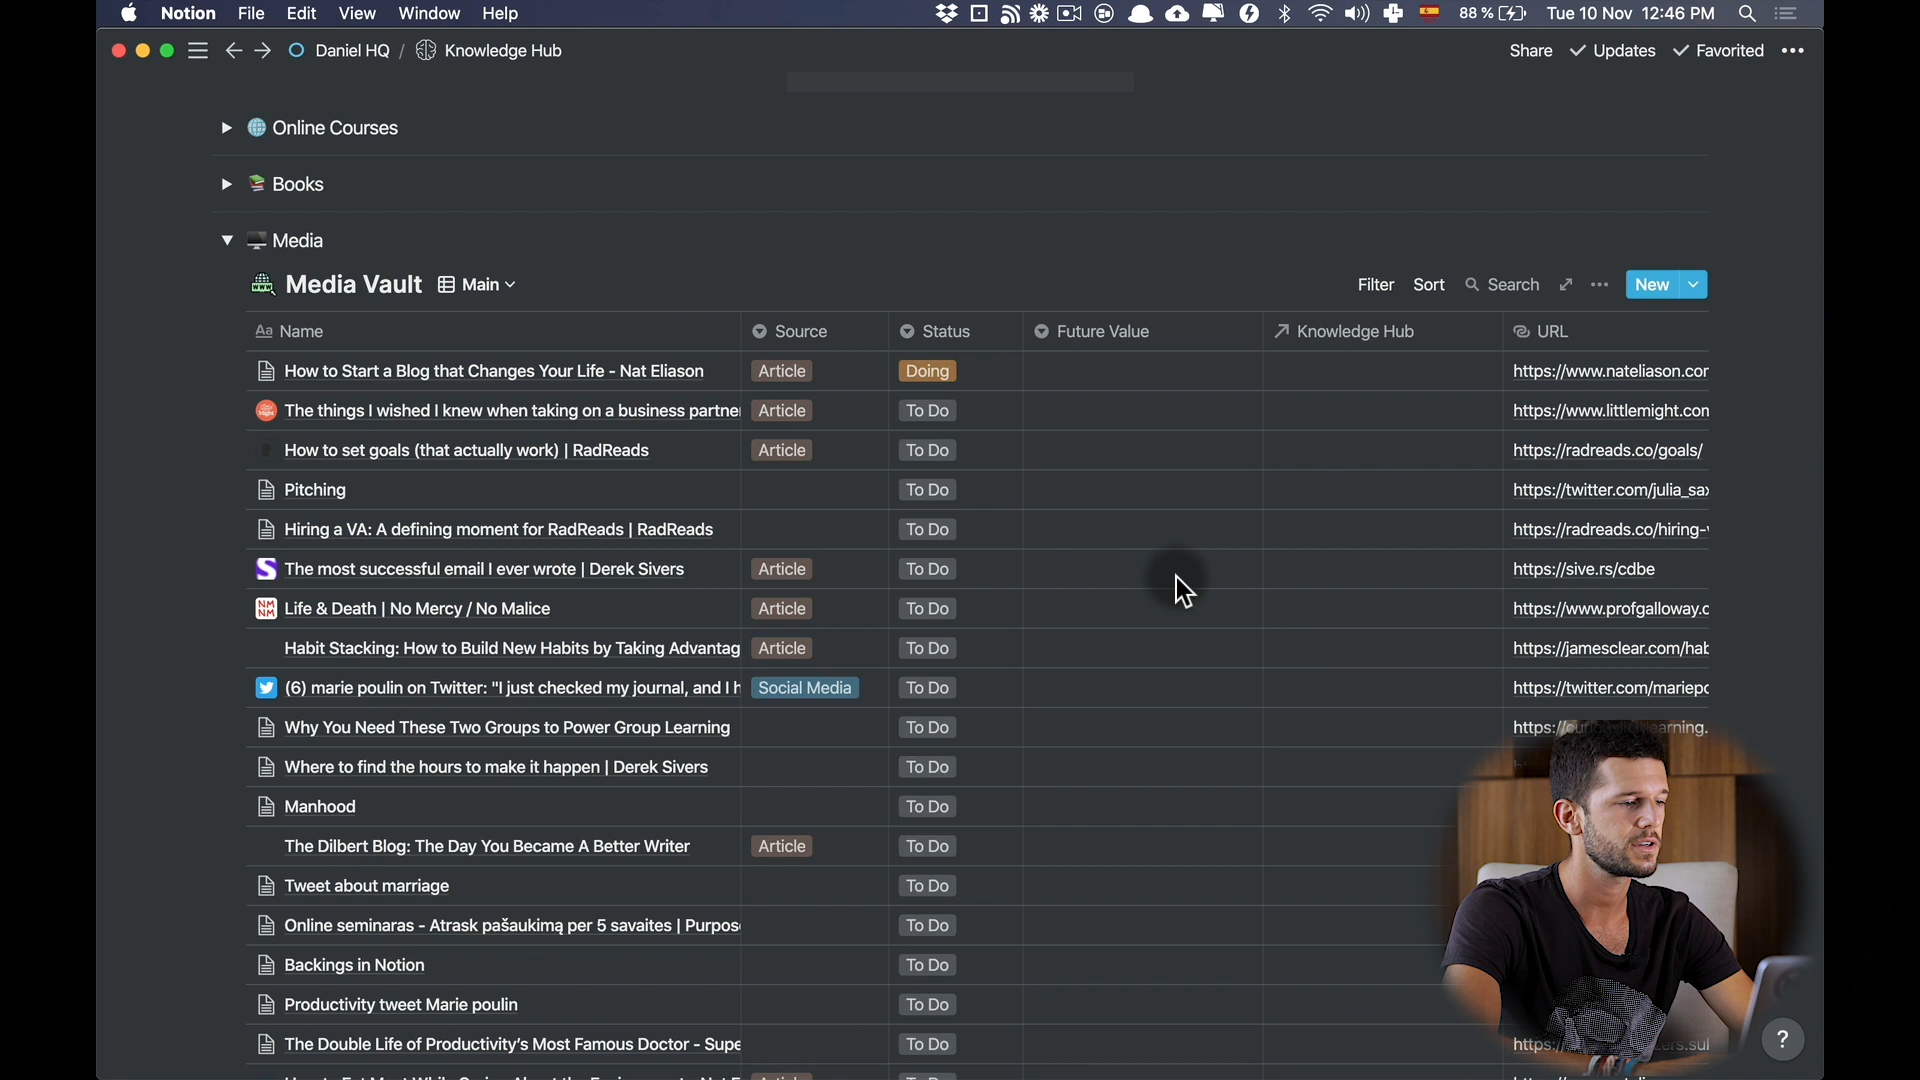 Notion File Edit View Window Help 88 % Tue 10 Nov 12:46 PM
Daniel HQ / Knowledge Hub Share Updates Favorited
Online Courses
Books
Media
Media Vault Main Filter Sort Search New
Aa Name Source Status Future Value Knowledge Hub URL
How to Start a Blog that Changes Your Life - Nat Eliason Article Doing https://www.nateliason.cor
The things I wished I knew when taking on a business partne Article To Do https://www.littlemight.con
How to set goals (that actually work) | RadReads Article To Do https://radreads.co/goals/
Pitching To Do https://twitter.com/julia_sax
Hiring a VA: A defining moment for RadReads | RadReads To Do https://radreads.co/hiring-
The most successful email I ever wrote | Derek Sivers Article To Do https://sive.rs/cdbe
NM NM Life & Death | No Mercy / No Malice Article To Do https://www.profgalloway.c
Habit Stacking: How to Build New Habits by Taking Advantag Article To Do https://jamesclear.com/hab
(6) marie poulin on Twitter: "I just checked my journal, and I h Social Media To Do https://twitter.com/mariepo
Why You Need These Two Groups to Power Group Learning To Do
Where to find the hours to make it happen | Derek Sivers To Do
Manhood To Do
The Dilbert Blog: The Day You Became A Better Writer Article To Do
Tweet about marriage To Do
Online seminaras - Atrask pašaukimą per 5 savaites | Purpos To Do
Backings in Notion To Do
Productivity tweet Marie poulin To Do
The Double Life of Productivity's Most Famous Doctor - Supe To Do
?